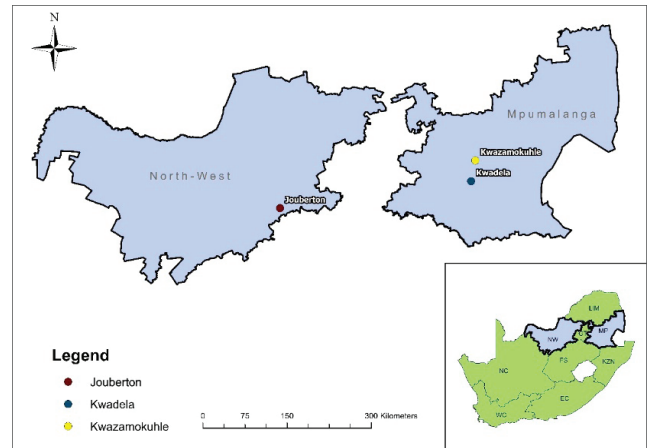 N
Mpumalanga
Kwazamokuhle
Kwadela
North-West
Jouberton
LIM
NW
MP
FS
KZN
NC
EC
WC
Legend
Jouberton
Kwadela
Kwazamokuhle
0 75 150 300 Kilometers